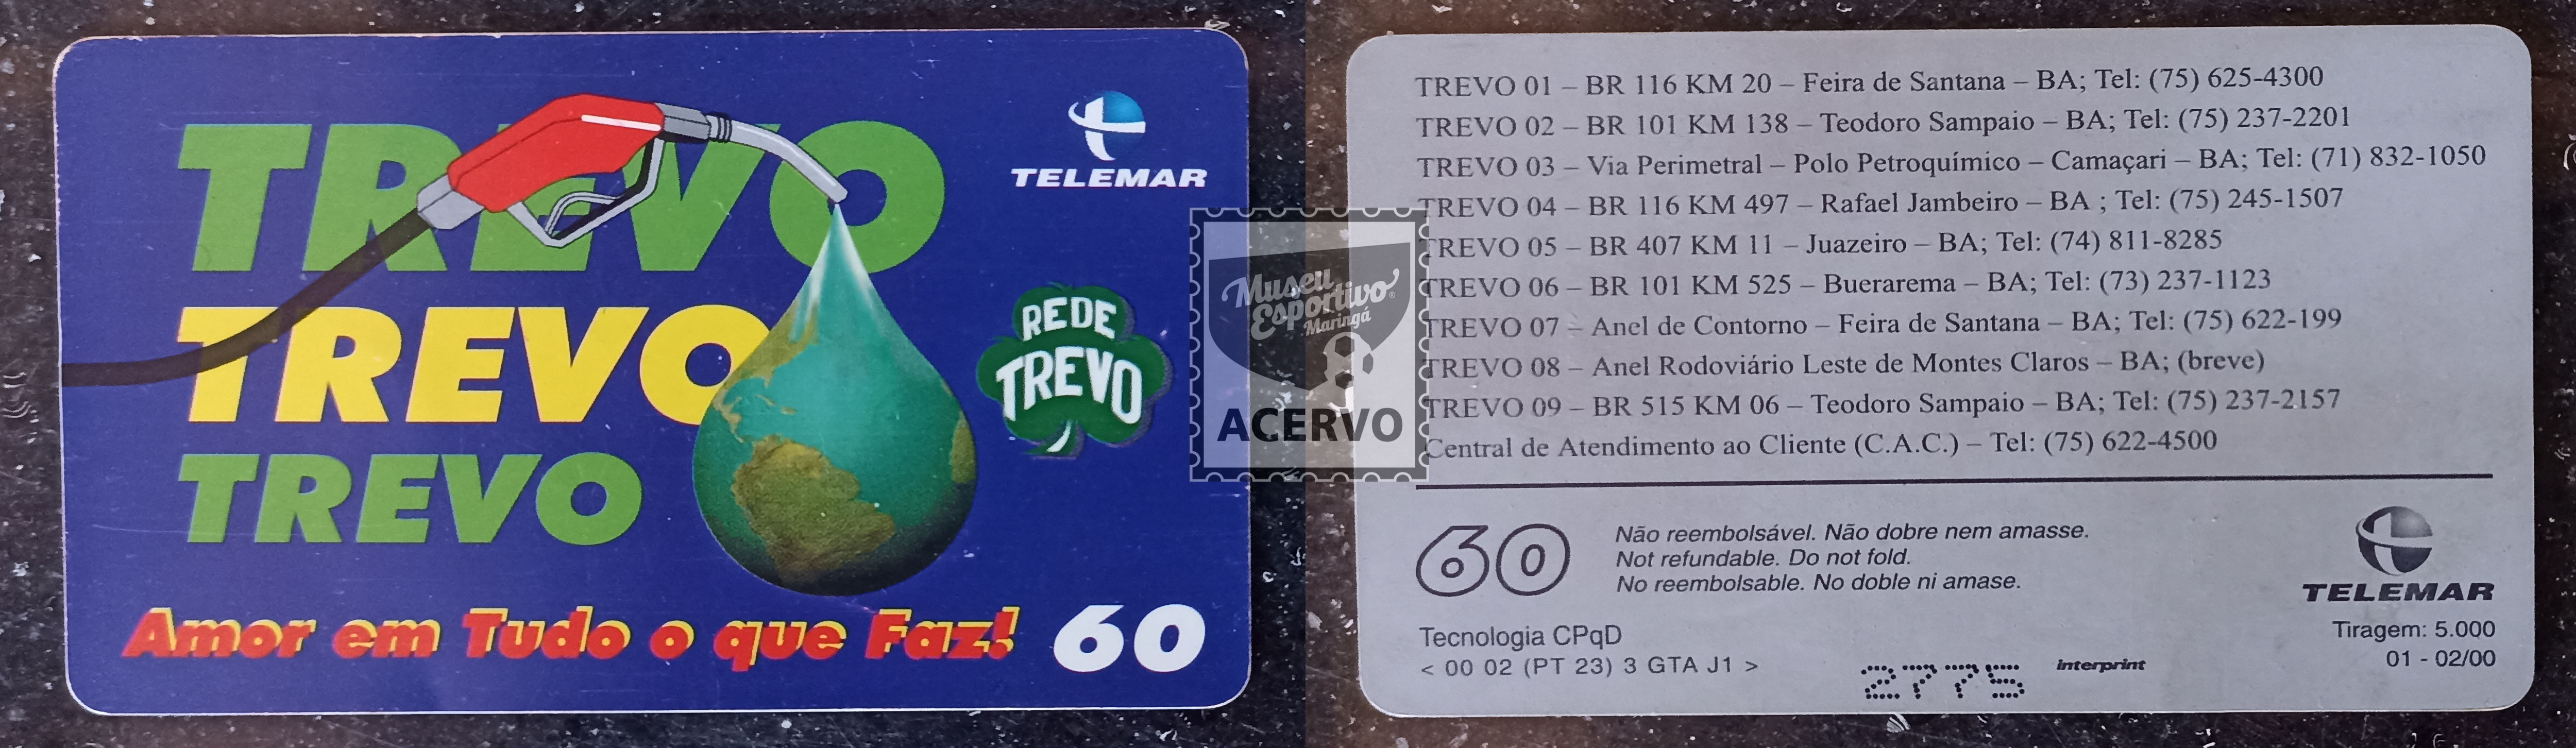 TREVO
TELEMAR
TREVO
REDE
TREVO
TREVO
Amor em Tudo o que Faz! 60
Museu
Esportivo
Maringá
ACERVO
TREVO 01 – BR 116 KM 20 – Feira de Santana – BA; Tel: (75) 625-4300
TREVO 02 – BR 101 KM 138 – Teodoro Sampaio – BA; Tel: (75) 237-2201
TREVO 03 – Via Perimetral – Polo Petroquímico – Camaçari – BA; Tel: (71) 832-1050
TREVO 04 – BR 116 KM 497 – Rafael Jambeiro – BA ; Tel: (75) 245-1507
TREVO 05 – BR 407 KM 11 – Juazeiro – BA; Tel: (74) 811-8285
TREVO 06 – BR 101 KM 525 – Buerarema – BA; Tel: (73) 237-1123
TREVO 07 – Anel de Contorno – Feira de Santana – BA; Tel: (75) 622-199
TREVO 08 – Anel Rodoviário Leste de Montes Claros – BA; (breve)
TREVO 09 – BR 515 KM 06 – Teodoro Sampaio – BA; Tel: (75) 237-2157
Central de Atendimento ao Cliente (C.A.C.) – Tel: (75) 622-4500
60
Não reembolsável. Não dobre nem amasse.
Not refundable. Do not fold.
No reembolsable. No doble ni amase.
TELEMAR
Tecnologia CPqD
Tiragem: 5.000
< 00 02 (PT 23) 3 GTA J1 >
2775
interprint
01 - 02/00